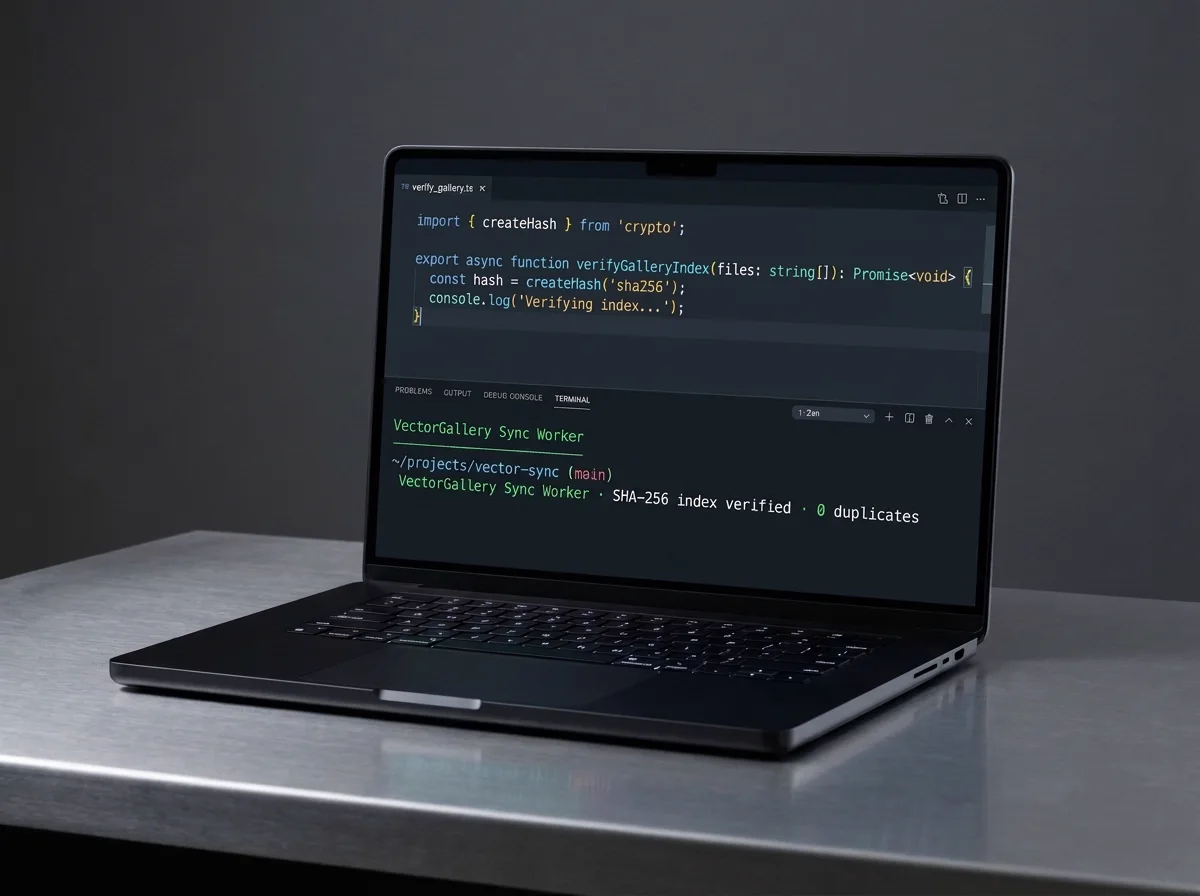 TS verify_gallery.ts ×
import { createHash } from 'crypto';
export async function verifyGalleryIndex(files: string[]): Promise<void> {
const hash = createHash('sha256');
console.log('Verifying index...');
}
PROBLEMS OUTPUT DEBUG CONSOLE TERMINAL
1: Zen
VectorGallery Sync Worker
~/projects/vector-sync (main)
VectorGallery Sync Worker · SHA-256 index verified · 0 duplicates